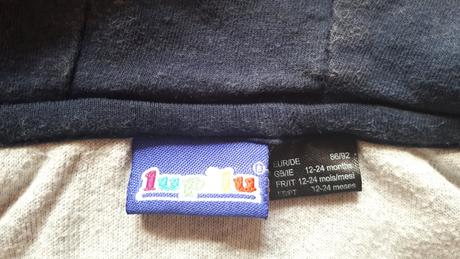 lupilu
®
EUR/DE 86/92
GB/IE 12-24 months
FR/IT 12-24 mois/mesi
12-24 meses